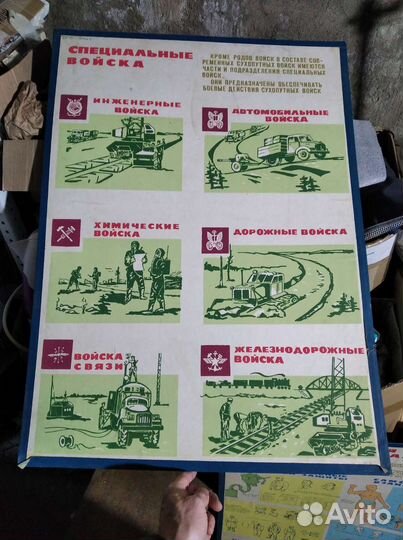 СПЕЦИАЛЬНЫЕ
ВОЙСКА
КРОМЕ РОДОВ ВОЙСК В СОСТАВЕ СОВ-
РЕМЕННЫХ СУХОПУТНЫХ ВОЙСК ИМЕЮТСЯ
ЧАСТИ И ПОДРАЗДЕЛЕНИЯ СПЕЦИАЛЬНЫХ
ВОЙСК.
ОНИ ПРЕДНАЗНАЧЕНЫ ОБЕСПЕЧИВАТЬ
БОЕВЫЕ ДЕЙСТВИЯ СУХОПУТНЫХ ВОЙСК
ИНЖЕНЕРНЫЕ
ВОЙСКА
АВТОМОБИЛЬНЫЕ
ВОЙСКА
ХИМИЧЕСКИЕ
ВОЙСКА
ДОРОЖНЫЕ ВОЙСКА
ВОЙСКА
СВЯЗИ
ЖЕЛЕЗНОДОРОЖНЫЕ
ВОЙСКА
Avito